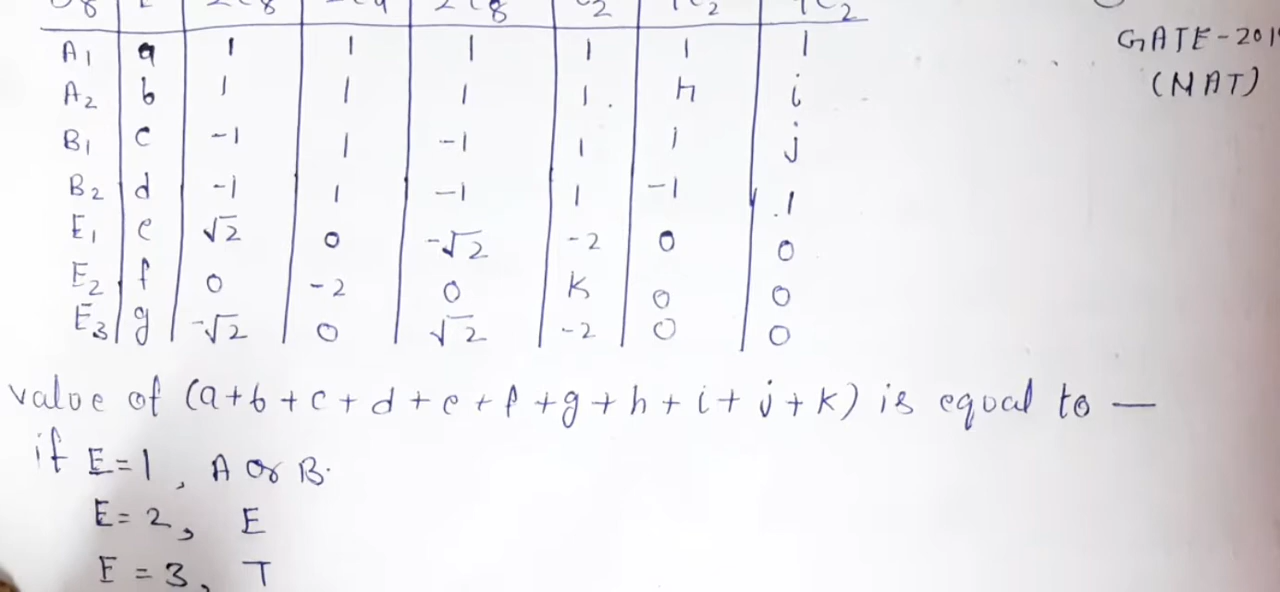 A1 a 1 1 1 1 1 1
A2 b 1 1 1 1. h i
B1 c -1 1 -1 1 1 j
B2 d -1 1 -1 1 -1 .1
E1 e √2 0 -√2 -2 0 0
E2 f 0 -2 0 K 0 0
E3 g -√2 0 √2 -2 0 0
GATE-201
(NAT)
value of (a+b+c+d+e+f+g+h+i+j+k) is equal to —
if E=1, A or B.
E=2, E
E=3, T